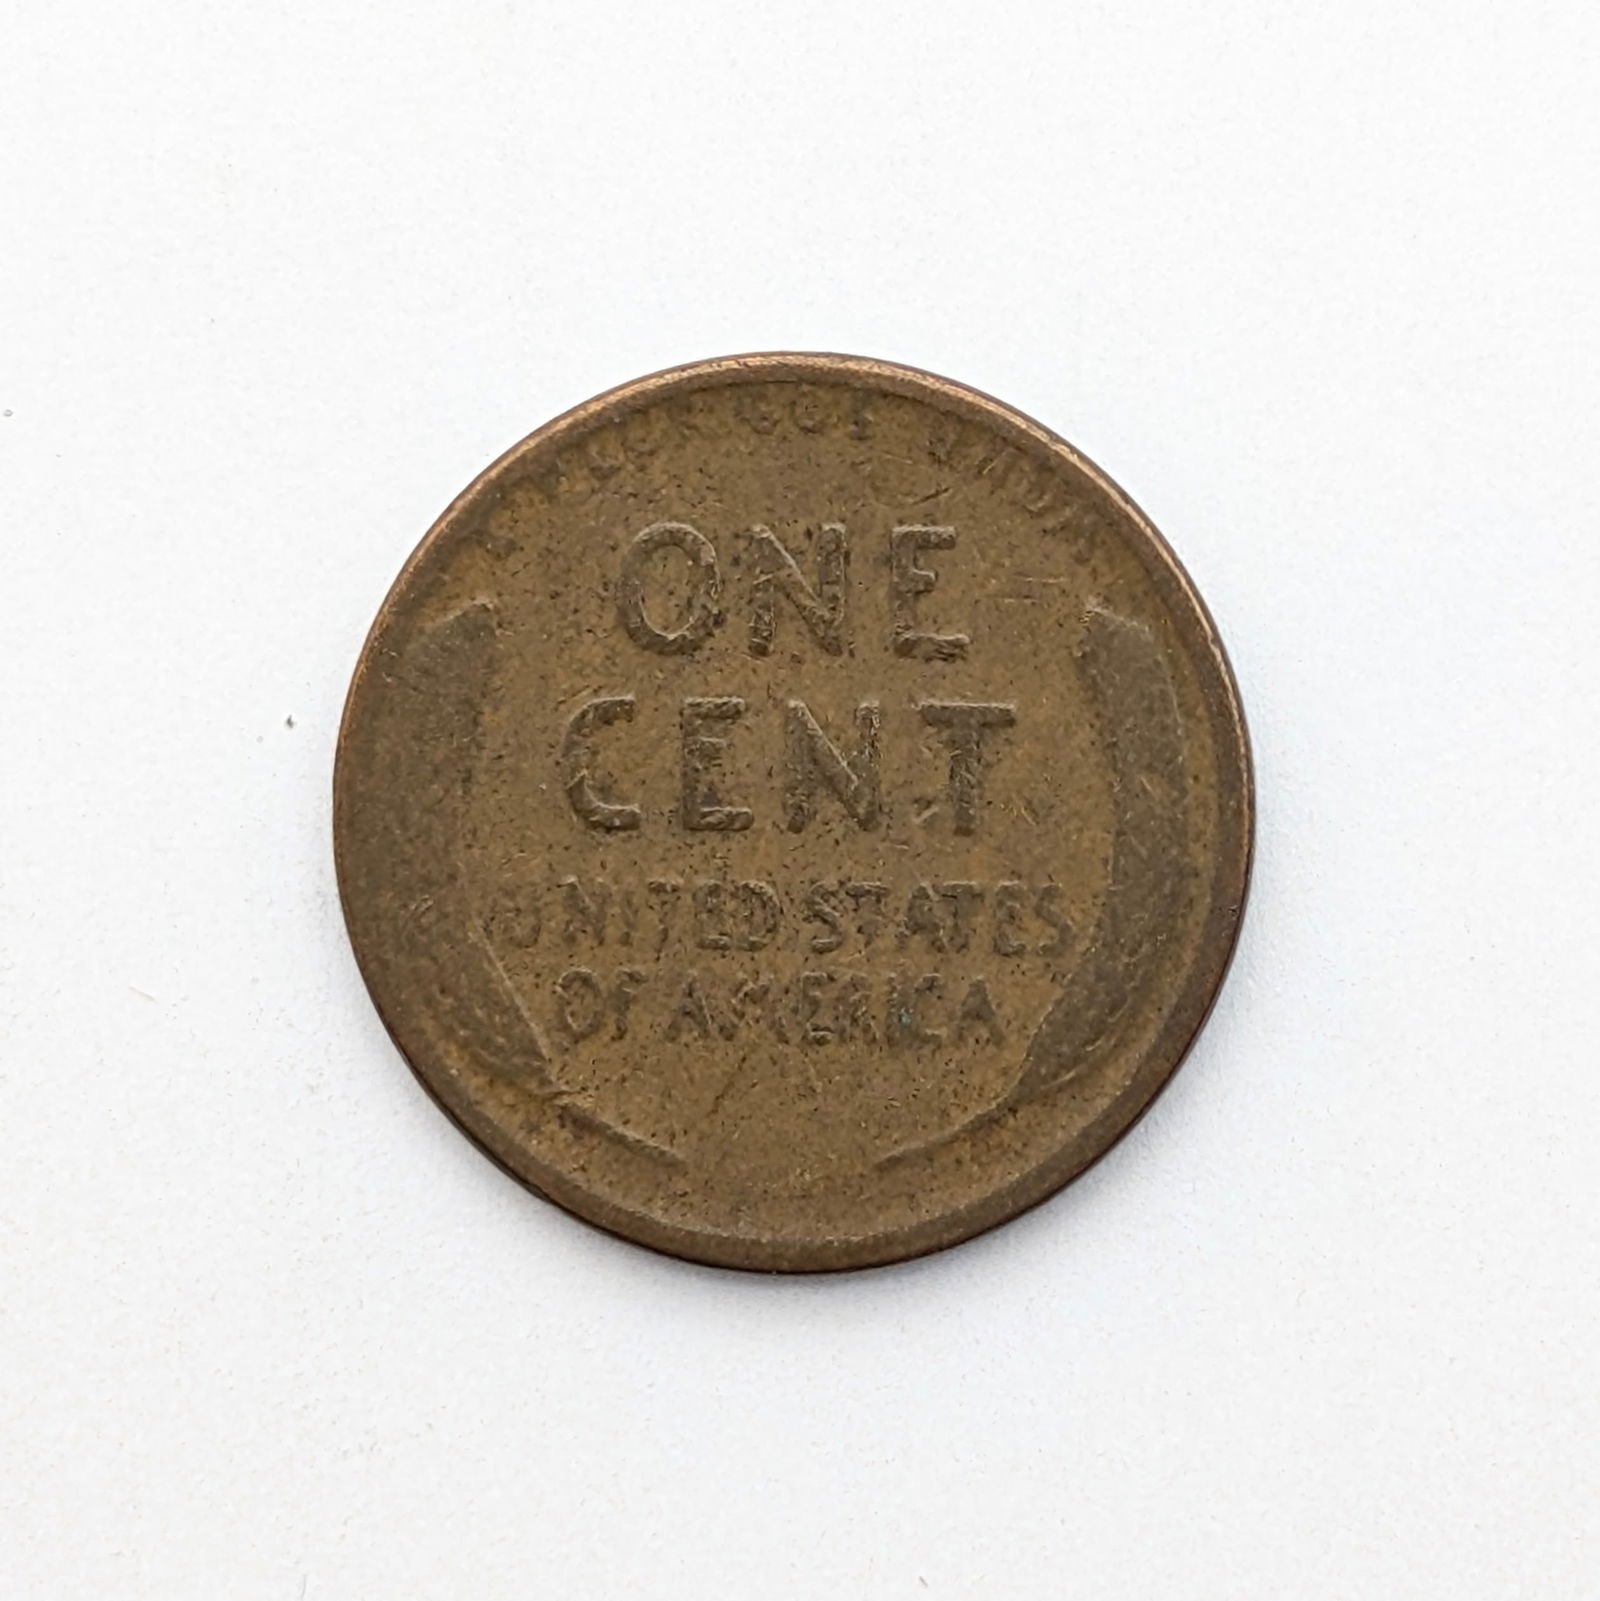 ONE
CENT
UNITED STATES
OF AMERICA